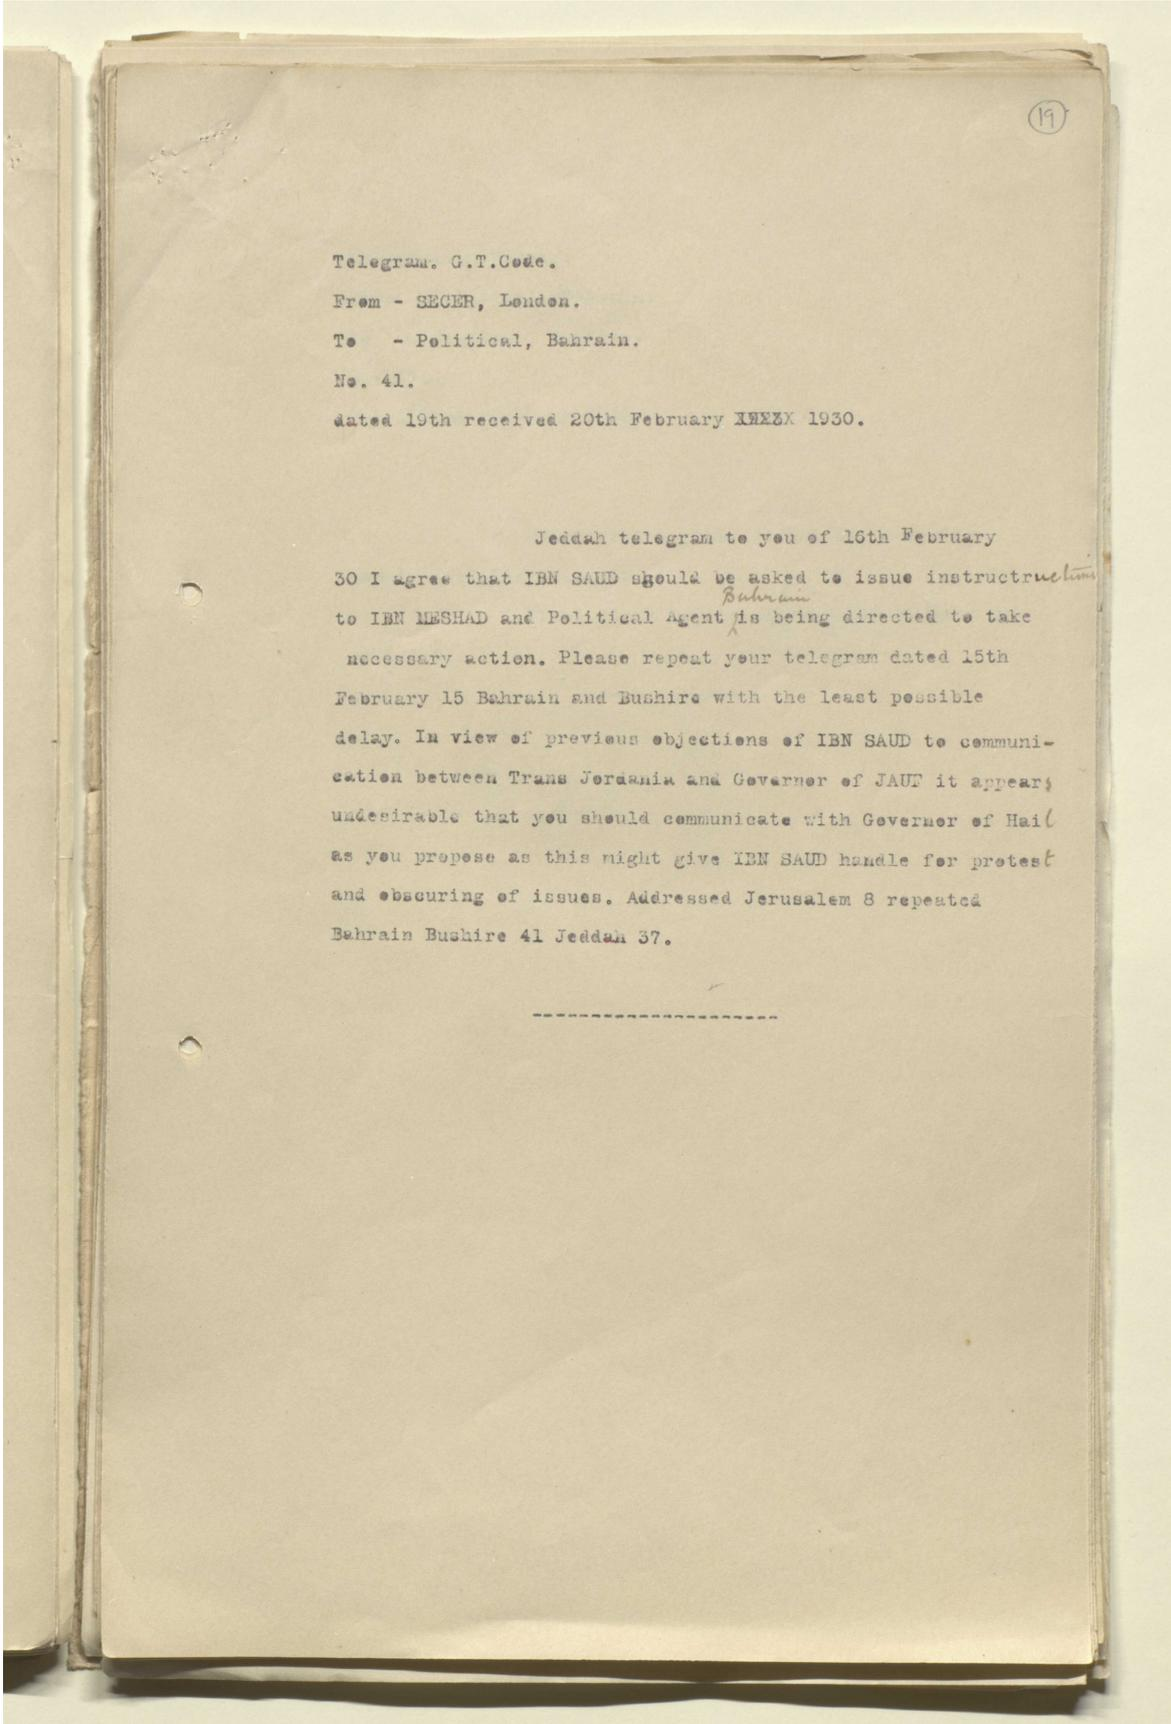 19
Telegram. G.T.Code.
From - SECER, London.
To - Political, Bahrain.
No. 41.
dated 19th received 20th February 1930.
Jeddah telegram to you of 16th February
30 I agree that IBN SAUD should be asked to issue instructructions
Bahrain
to IBN MESHAD and Political Agent is being directed to take
necessary action. Please repeat your telegram dated 15th
February 15 Bahrain and Bushire with the least possible
delay. In view of previous objections of IBN SAUD to communi-
cation between Trans Jordania and Governor of JAUF it appears
undesirable that you should communicate with Governor of Hail
as you propose as this might give IBN SAUD handle for protest
and obscuring of issues. Addressed Jerusalem 8 repeated
Bahrain Bushire 41 Jeddah 37.
---------------------